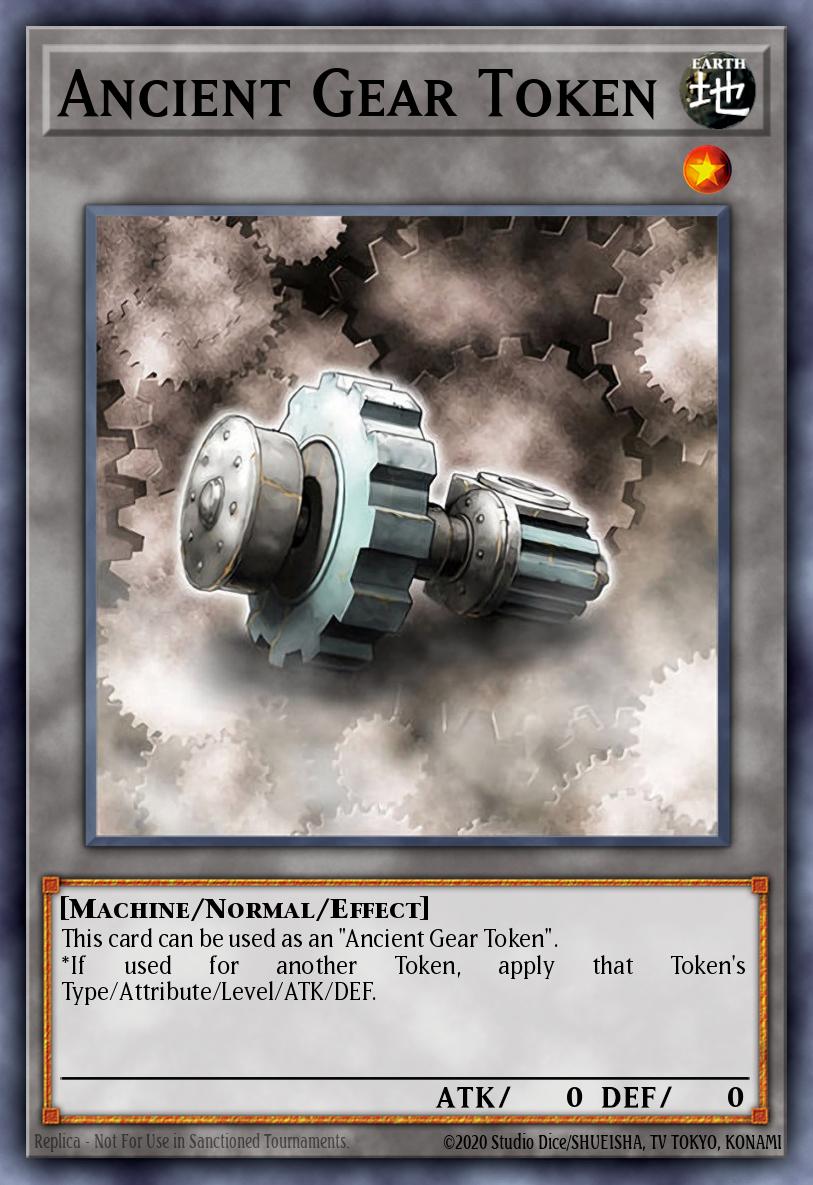 ANCIENT GEAR TOKEN
EARTH
地
[MACHINE/NORMAL/EFFECT]
This card can be used as an "Ancient Gear Token".
*If used for another Token, apply that Token's
Type/Attribute/Level/ATK/DEF.
ATK/ 0 DEF/ 0
Replica - Not For Use in Sanctioned Tournaments.
©2020 Studio Dice/SHUEISHA, TV TOKYO, KONAMI